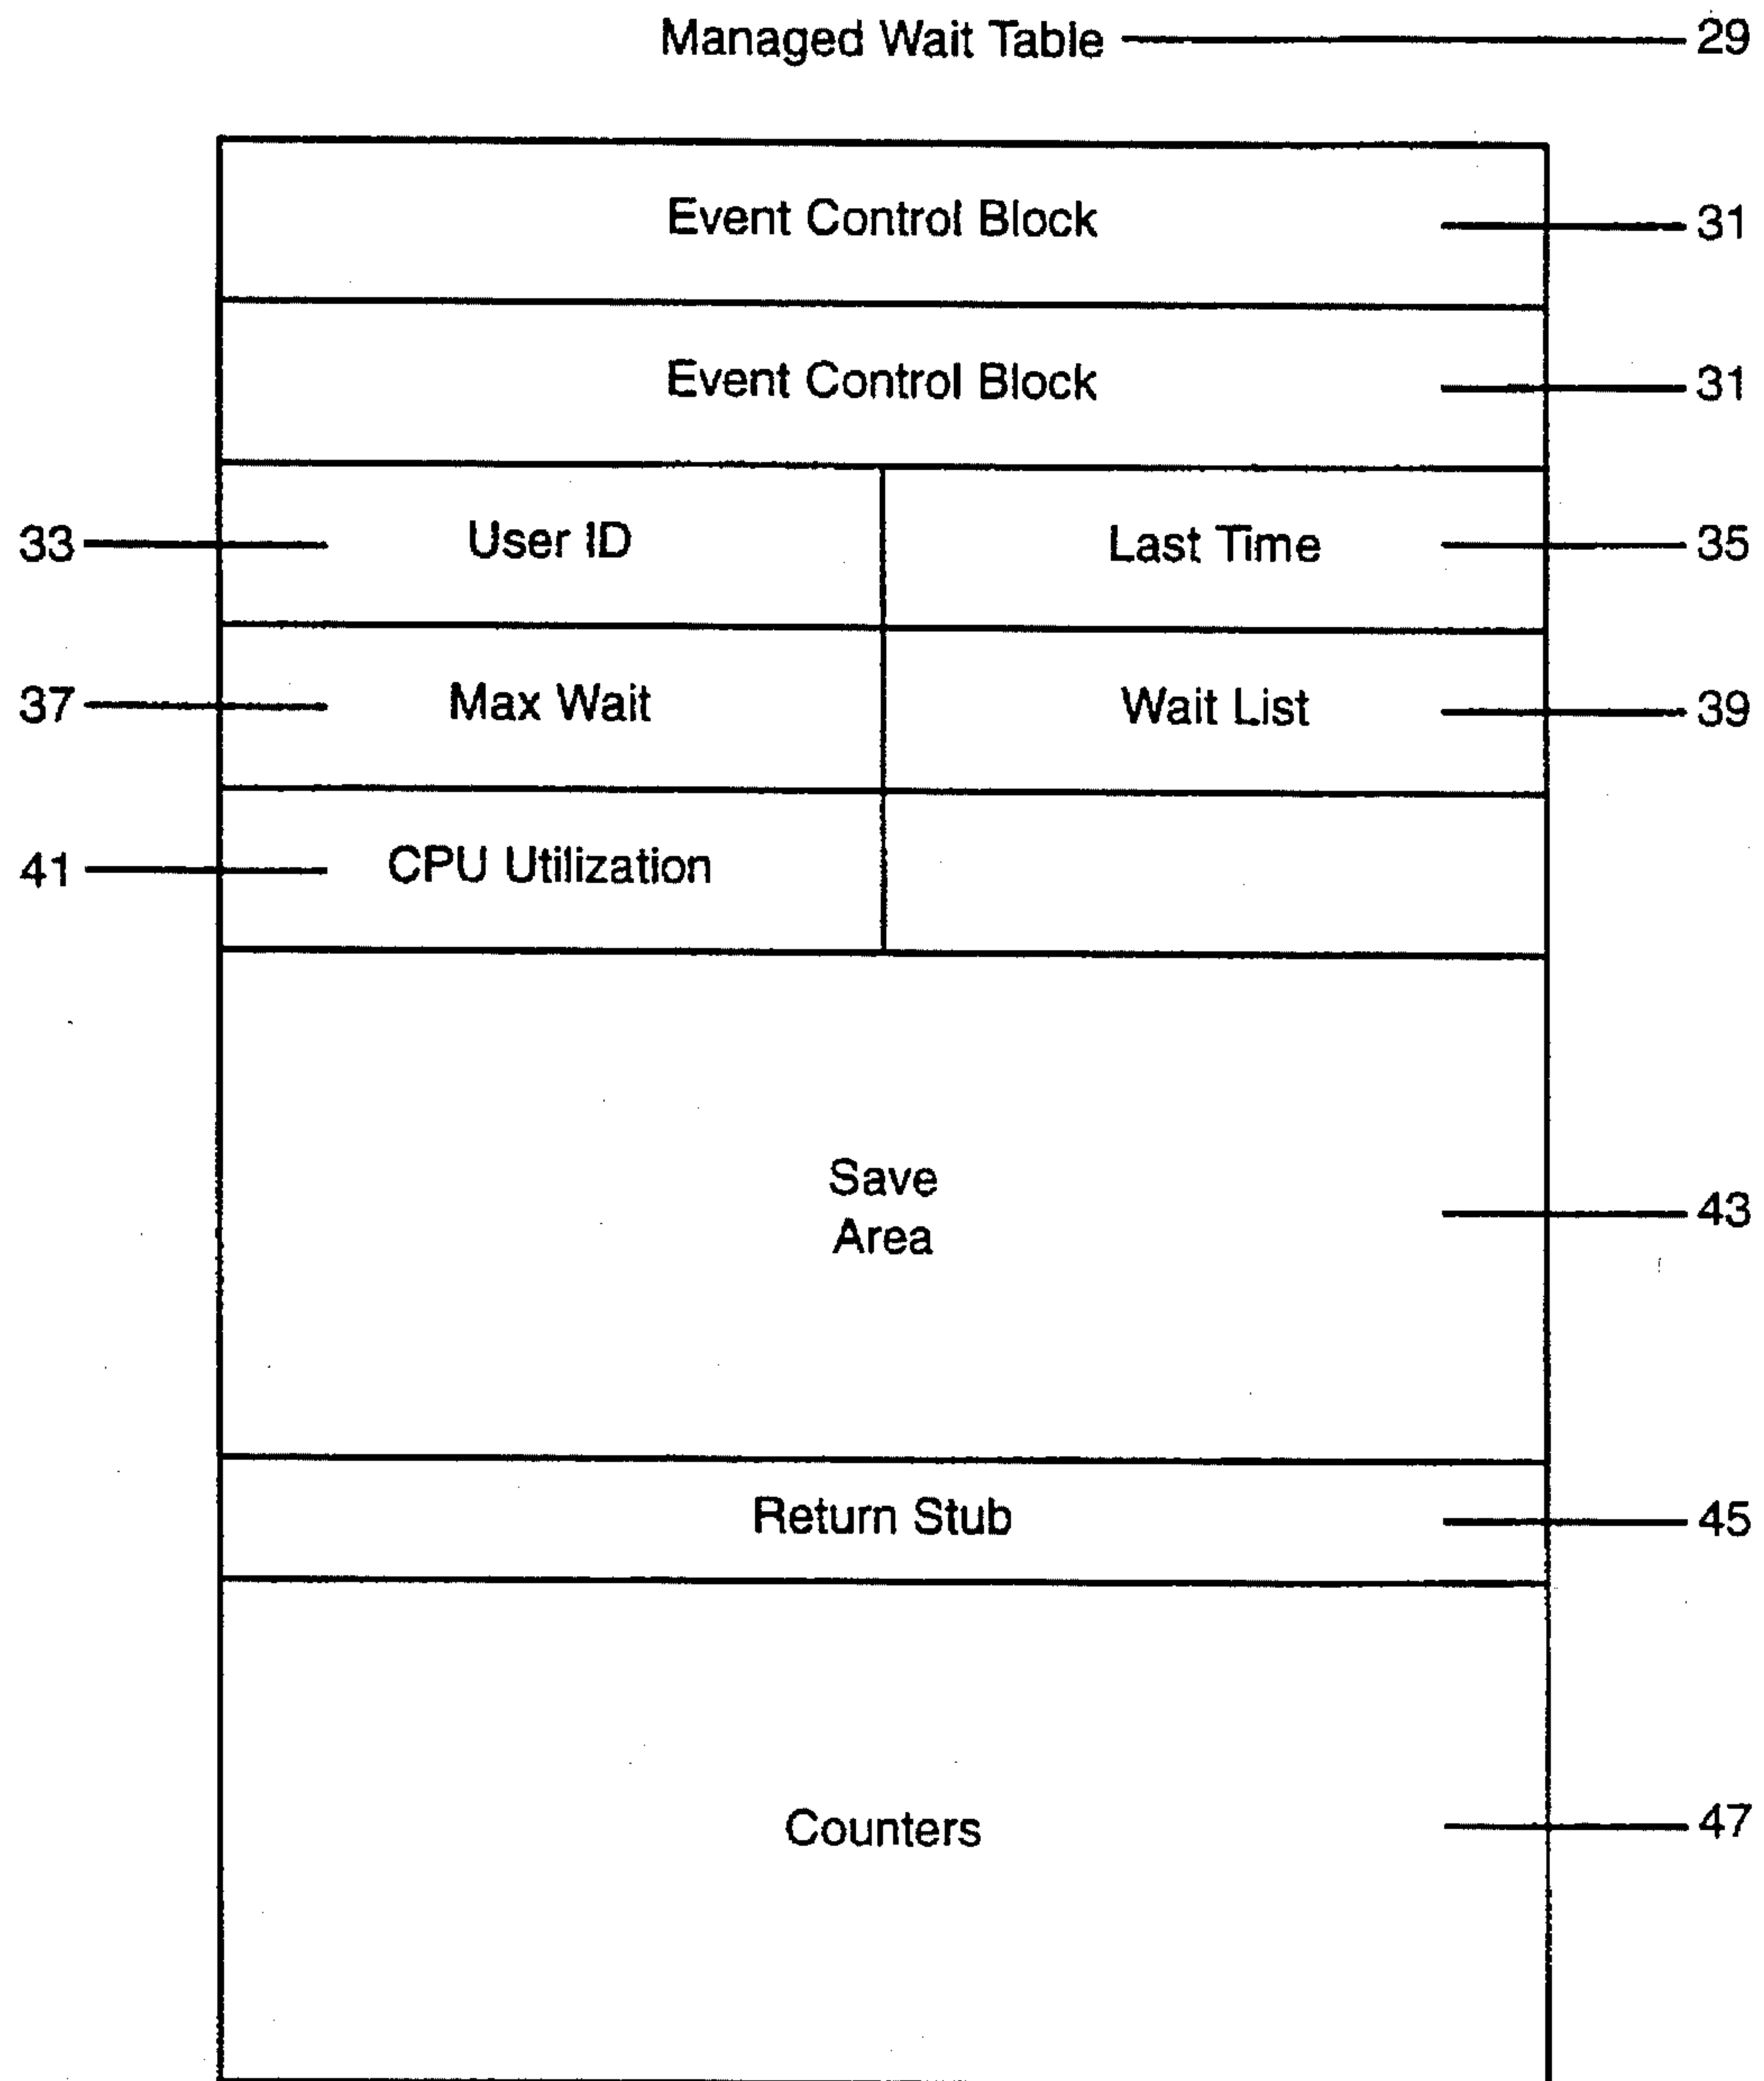 Managed Wait Table 29
Event Control Block 31
Event Control Block 31
33 User ID Last Time 35
37 Max Wait Wait List 39
41 CPU Utilization
Save
Area 43
Return Stub 45
Counters 47